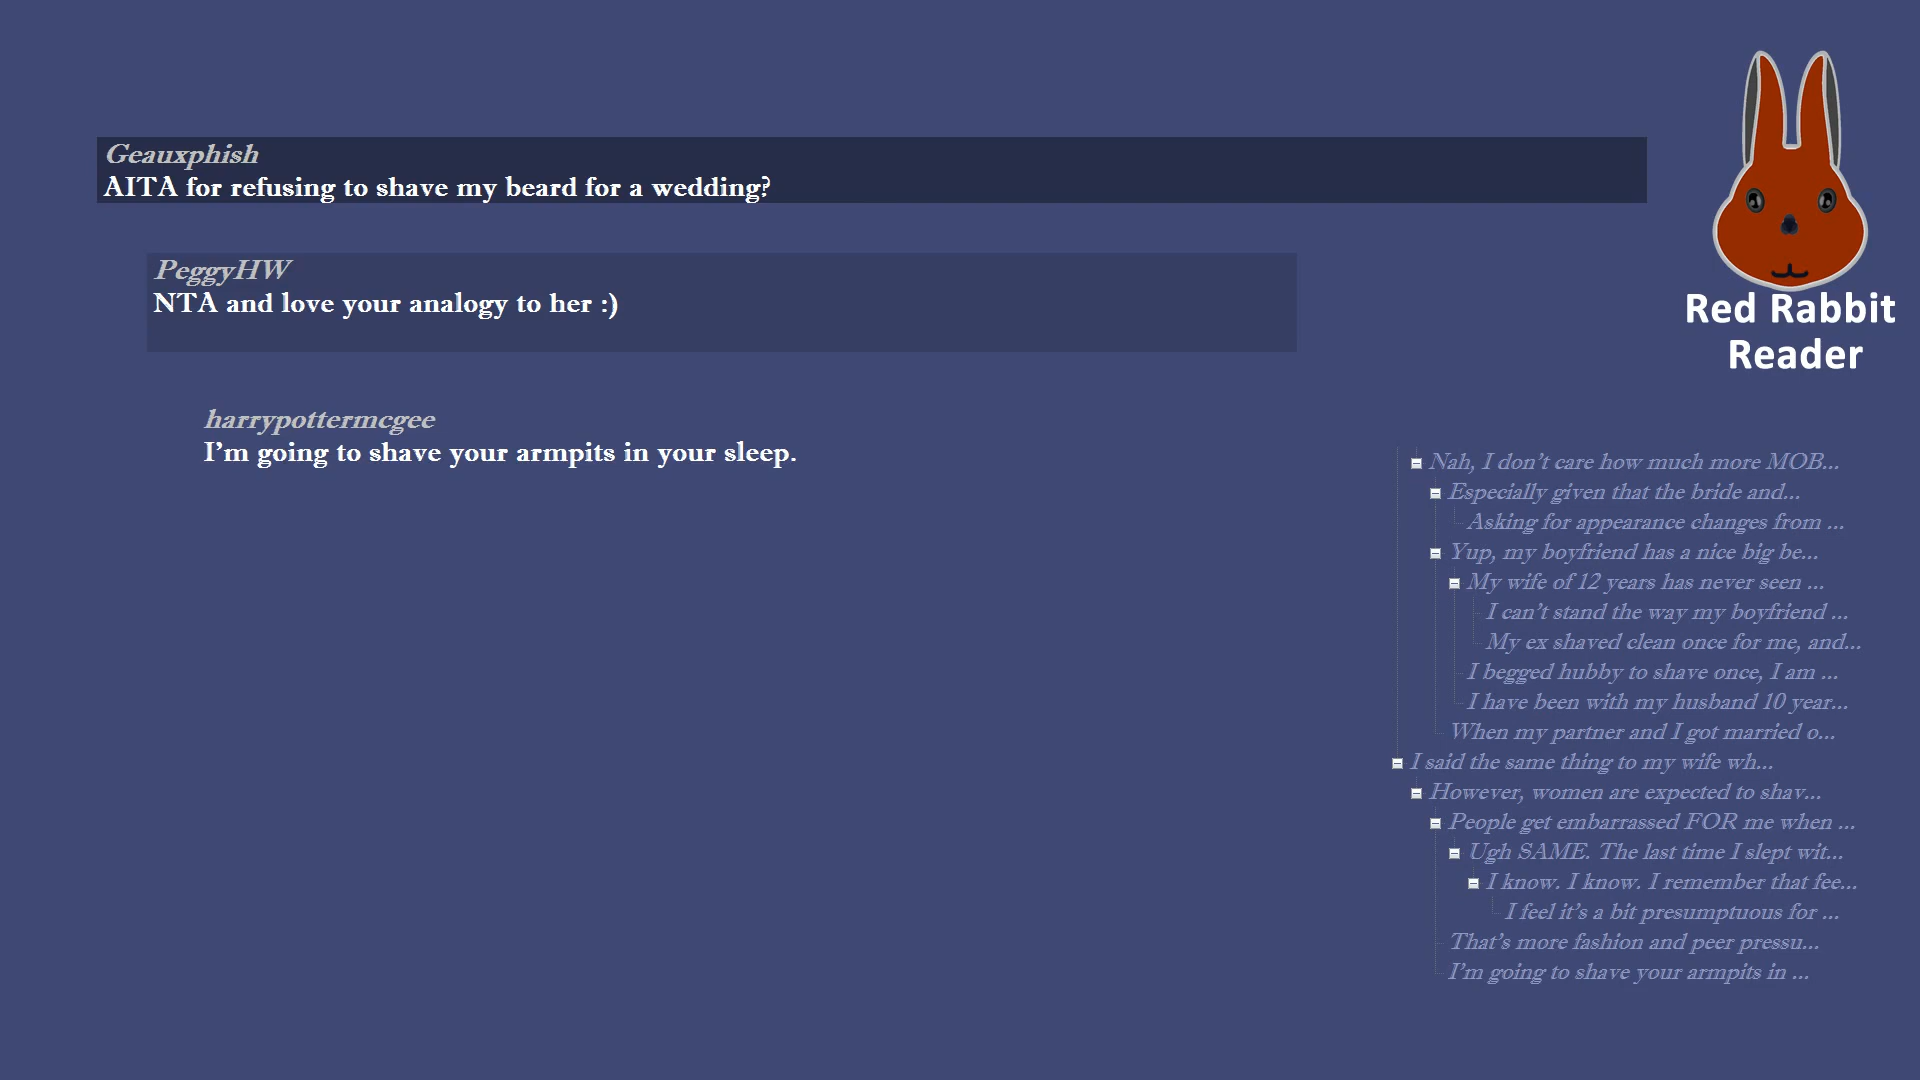 Geauxphish
AITA for refusing to shave my beard for a wedding?
PeggyHW
NTA and love your analogy to her :)
harrypottermcgee
I'm going to shave your armpits in your sleep.
Red Rabbit
Reader
Nah, I don't care how much more MOB...
Especially given that the bride and...
Asking for appearance changes from ...
Yup, my boyfriend has a nice big be...
My wife of 12 years has never seen ...
I can't stand the way my boyfriend ...
My ex shaved clean once for me, and...
I begged hubby to shave once, I am ...
I have been with my husband 10 year...
When my partner and I got married o...
I said the same thing to my wife wh...
However, women are expected to shav...
People get embarrassed FOR me when ...
Ugh SAME. The last time I slept wit...
I know. I know. I remember that fee...
I feel it's a bit presumptuous for ...
That's more fashion and peer pressu...
I'm going to shave your armpits in ...